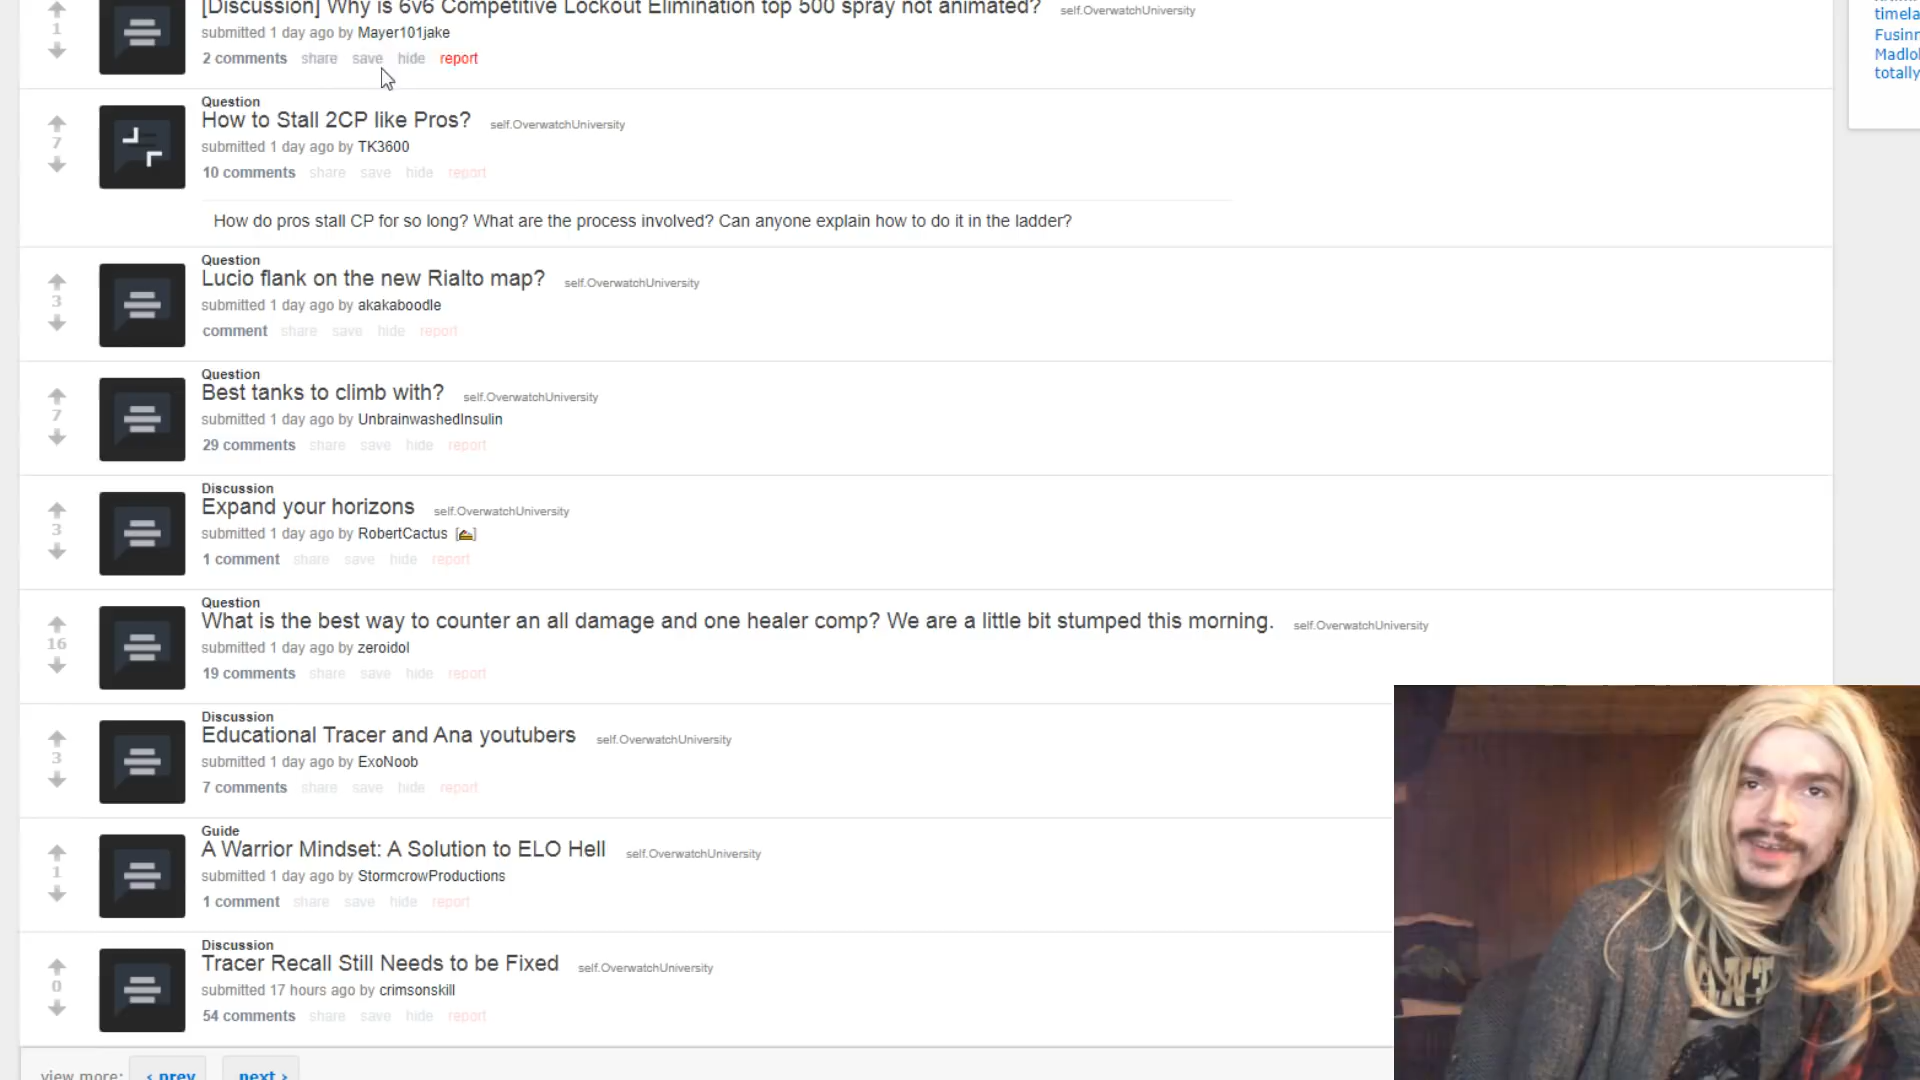 1
[Discussion] Why is 6v6 Competitive Lockout Elimination top 500 spray not animated? self.OverwatchUniversity
submitted 1 day ago by Mayer101jake
2 comments share save hide report
Question
How to Stall 2CP like Pros? self.OverwatchUniversity
7
submitted 1 day ago by TK3600
10 comments share save hide report
How do pros stall CP for so long? What are the process involved? Can anyone explain how to do it in the ladder?
Question
Lucio flank on the new Rialto map? self.OverwatchUniversity
3
submitted 1 day ago by akakaboodle
comment share save hide report
Question
Best tanks to climb with? self.OverwatchUniversity
7
submitted 1 day ago by UnbrainwashedInsulin
29 comments share save hide report
Discussion
Expand your horizons self.OverwatchUniversity
3
submitted 1 day ago by RobertCactus
1 comment share save hide report
Question
What is the best way to counter an all damage and one healer comp? We are a little bit stumped this morning. self.OverwatchUniversity
16
submitted 1 day ago by zeroidol
19 comments share save hide report
Discussion
Educational Tracer and Ana youtubers self.OverwatchUniversity
3
submitted 1 day ago by ExoNoob
7 comments share save hide report
Guide
A Warrior Mindset: A Solution to ELO Hell self.OverwatchUniversity
1
submitted 1 day ago by StormcrowProductions
1 comment share save hide report
Discussion
Tracer Recall Still Needs to be Fixed self.OverwatchUniversity
0
submitted 17 hours ago by crimsonskill
54 comments share save hide report
view more: ‹ prev next ›
timela
Fusinn
Madlo
totally